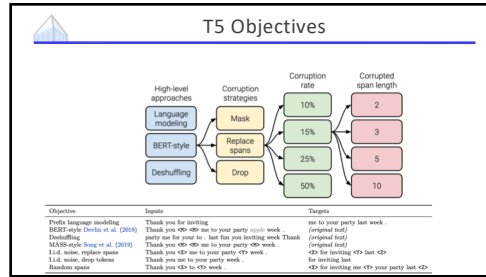 T5 Objectives
High-level approaches
Corruption strategies
Corruption rate
Corrupted span length
Language modeling
BERT-style
Deshuffling
Mask
Replace spans
Drop
10%
15%
25%
50%
2
3
5
10
Objective Inputs Targets
Prefix language modeling Thank you for inviting me to your party last week .
BERT-style Devlin et al. (2018) Thank you <M> <M> me to your party apple week . (original text)
Deshuffling party me for your to . last fun you inviting week Thank (original text)
MASS-style Song et al. (2019) Thank you <M> <M> me to your party <M> week . (original text)
I.i.d. noise, replace spans Thank you <X> me to your party <Y> week . <X> for inviting <Y> last <Z>
I.i.d. noise, drop tokens Thank you me to your party week . for inviting last
Random spans Thank you <X> to <Y> week . <X> for inviting me <Y> your party last <Z>